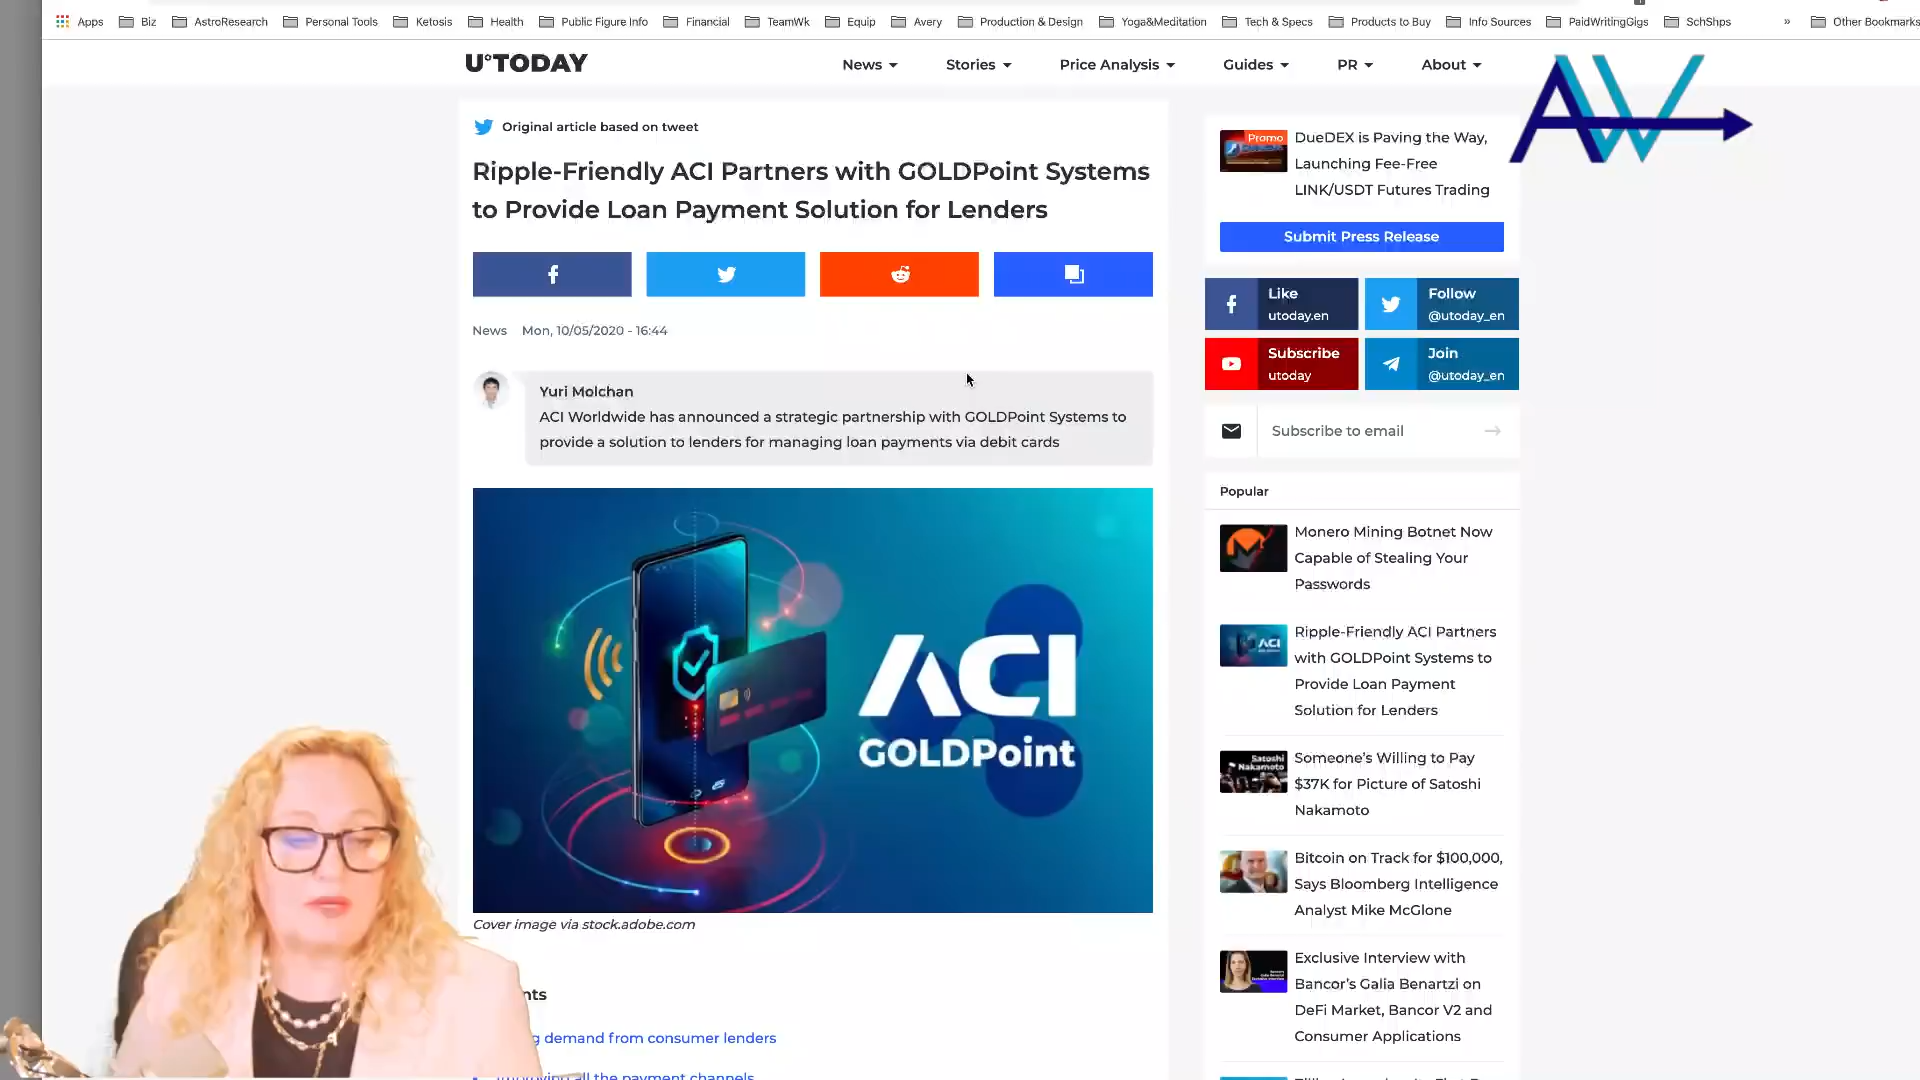 Apps Biz AstroResearch Personal Tools Ketosis Health Public Figure Info Financial TeamWk Equip Avery Production & Design Yoga&Meditation Tech & Specs Products to Buy Info Sources PaidWritingGigs SchShps » Other Bookmarks
U°TODAY
News Stories Price Analysis Guides PR About
AW
Original article based on tweet
Ripple-Friendly ACI Partners with GOLDPoint Systems
to Provide Loan Payment Solution for Lenders
News Mon, 10/05/2020 - 16:44
Yuri Molchan
ACI Worldwide has announced a strategic partnership with GOLDPoint Systems to
provide a solution to lenders for managing loan payments via debit cards
ACI
GOLDPoint
Cover image via stock.adobe.com
nts
g demand from consumer lenders
all the payment channels
Promo
DueDEX is Paving the Way,
Launching Fee-Free
LINK/USDT Futures Trading
Submit Press Release
Like
utoday.en
Follow
@utoday_en
Subscribe
utoday
Join
@utoday_en
Subscribe to email
Popular
Monero Mining Botnet Now
Capable of Stealing Your
Passwords
ACI
Ripple-Friendly ACI Partners
with GOLDPoint Systems to
Provide Loan Payment
Solution for Lenders
Satoshi
Nakamoto
Someone's Willing to Pay
$37K for Picture of Satoshi
Nakamoto
Bitcoin on Track for $100,000,
Says Bloomberg Intelligence
Analyst Mike McGlone
Exclusive Interview with
Bancor's Galia Benartzi on
DeFi Market, Bancor V2 and
Consumer Applications